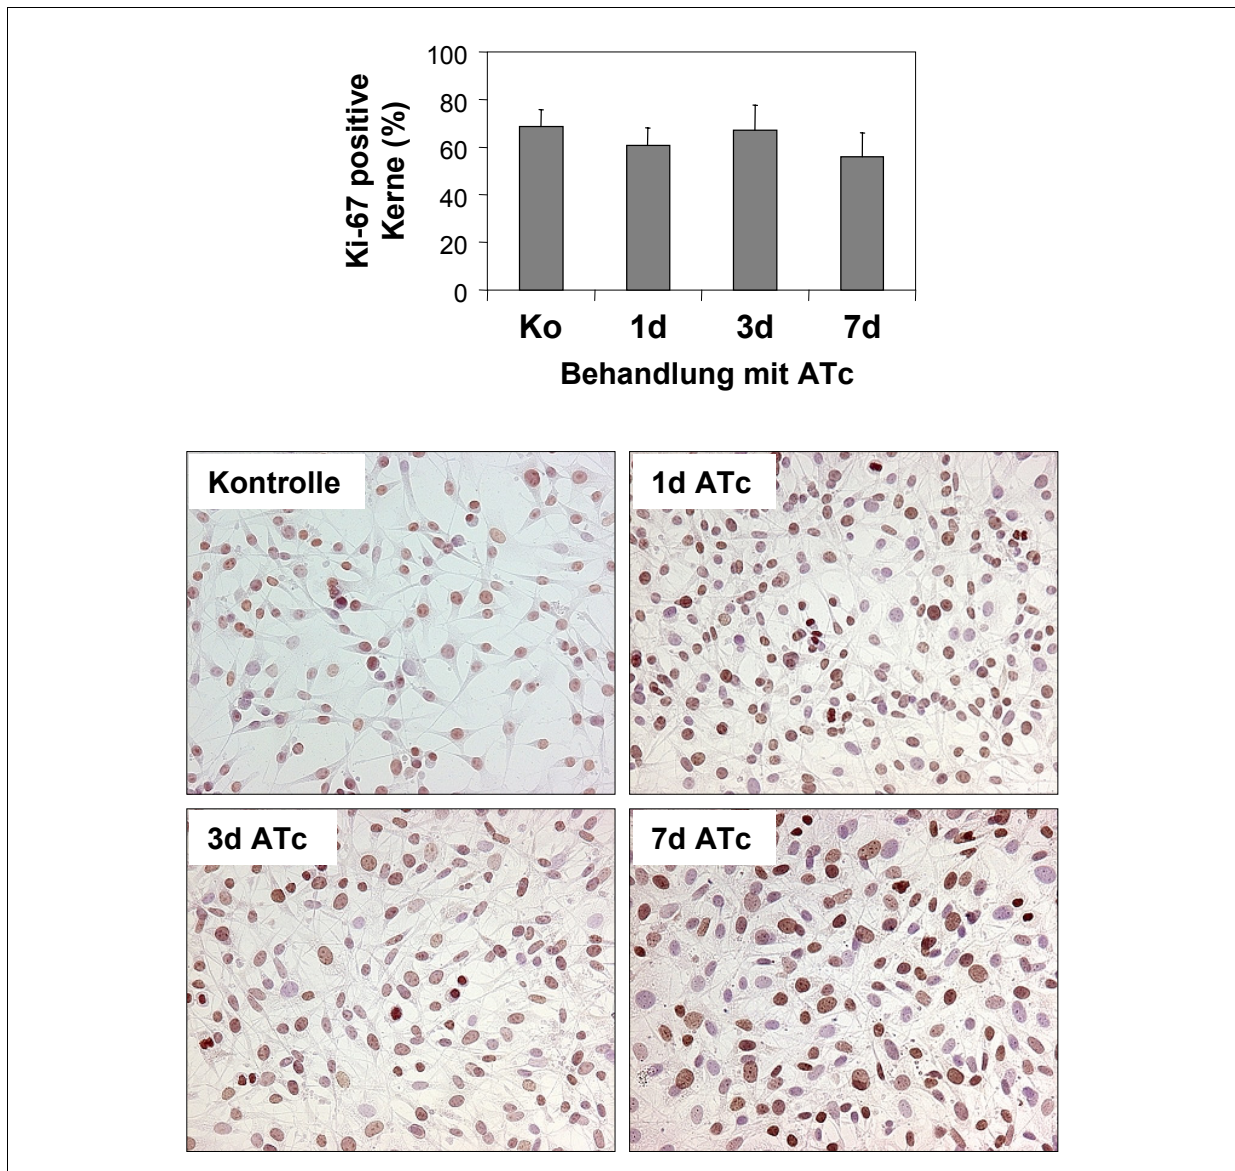 100
80
60
40
20
0
Ki-67 positive
Kerne (%)
Ko 1d 3d 7d
Behandlung mit ATc
Kontrolle
1d ATc
3d ATc
7d ATc